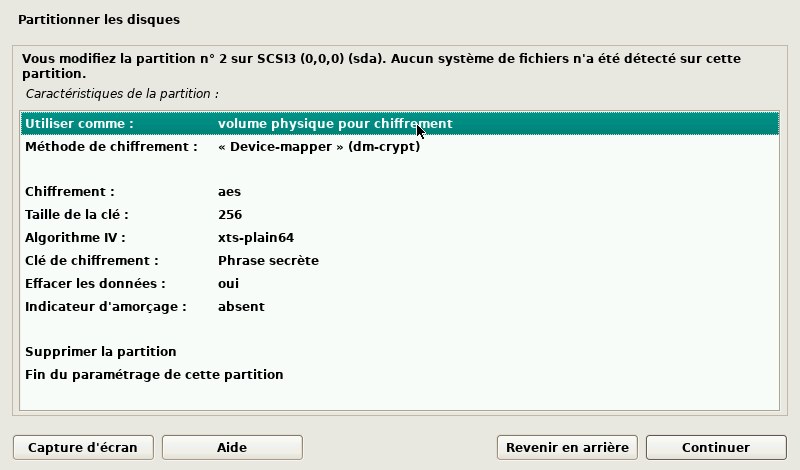 Partitionner les disques
Vous modifiez la partition n° 2 sur SCSI3 (0,0,0) (sda). Aucun système de fichiers n'a été détecté sur cette
partition.
Caractéristiques de la partition :
Utiliser comme : volume physique pour chiffrement
Méthode de chiffrement : « Device-mapper » (dm-crypt)
Chiffrement : aes
Taille de la clé : 256
Algorithme IV : xts-plain64
Clé de chiffrement : Phrase secrète
Effacer les données : oui
Indicateur d'amorçage : absent
Supprimer la partition
Fin du paramétrage de cette partition
Capture d'écran Aide Revenir en arrière Continuer